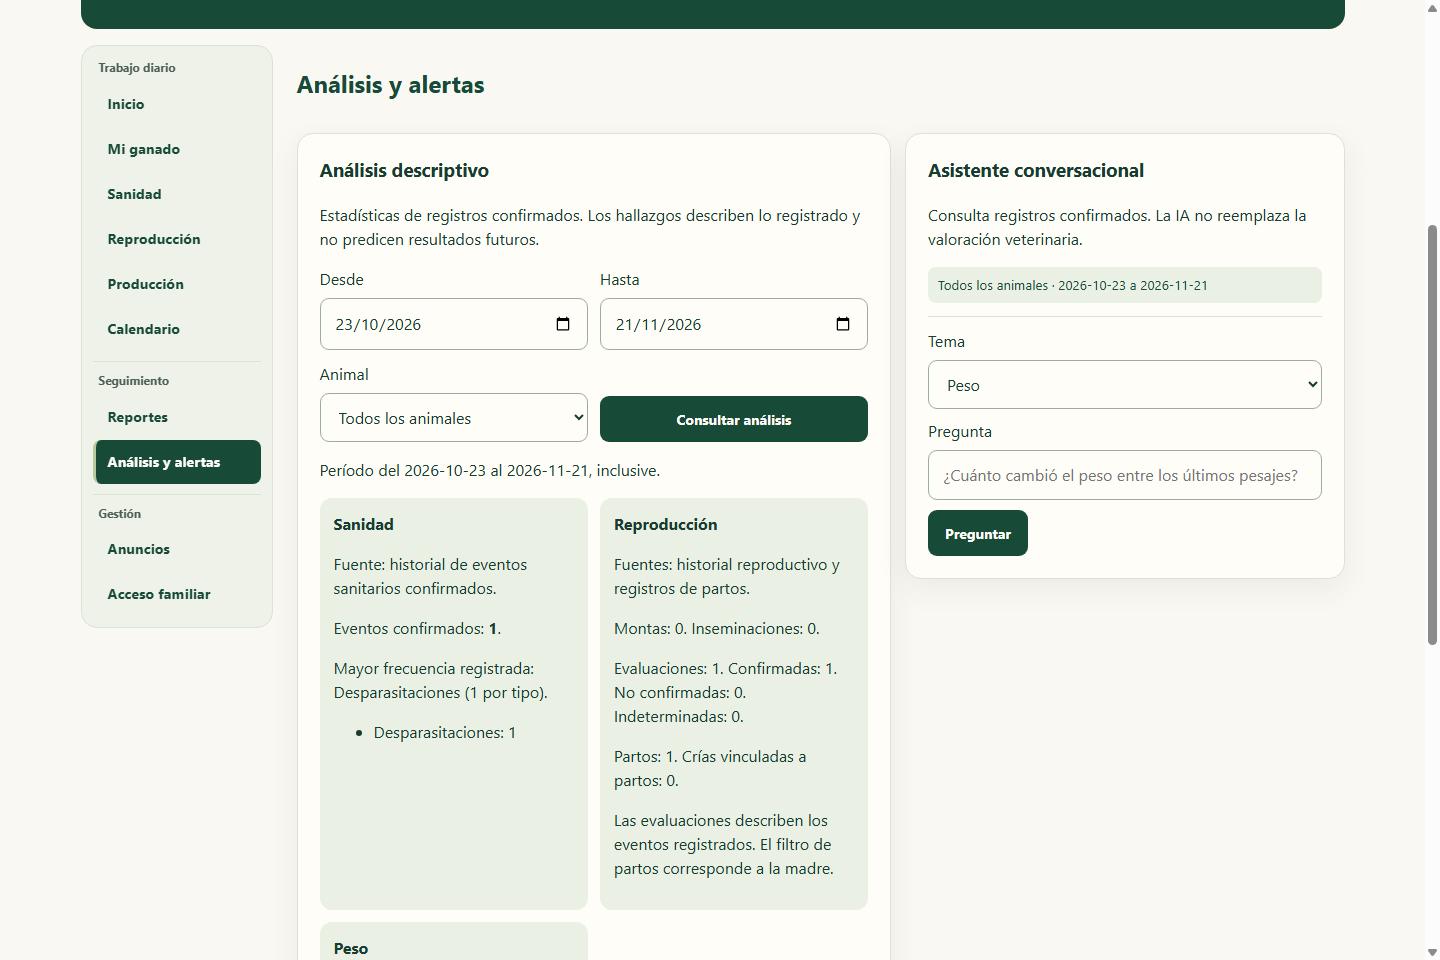 Trabajo diario
Inicio
Mi ganado
Sanidad
Reproducción
Producción
Calendario
Seguimiento
Reportes
Análisis y alertas
Gestión
Anuncios
Acceso familiar
Análisis y alertas
Análisis descriptivo
Estadísticas de registros confirmados. Los hallazgos describen lo registrado y
no predicen resultados futuros.
Desde
Hasta
23/10/2026
21/11/2026
Animal
Todos los animales
Consultar análisis
Período del 2026-10-23 al 2026-11-21, inclusive.
Sanidad
Fuente: historial de eventos
sanitarios confirmados.
Eventos confirmados: 1.
Mayor frecuencia registrada:
Desparasitaciones (1 por tipo).
• Desparasitaciones: 1
Reproducción
Fuentes: historial reproductivo y
registros de partos.
Montas: 0. Inseminaciones: 0.
Evaluaciones: 1. Confirmadas: 1.
No confirmadas: 0.
Indeterminadas: 0.
Partos: 1. Crías vinculadas a
partos: 0.
Las evaluaciones describen los
eventos registrados. El filtro de
partos corresponde a la madre.
Peso
Asistente conversacional
Consulta registros confirmados. La IA no reemplaza la
valoración veterinaria.
Todos los animales · 2026-10-23 a 2026-11-21
Tema
Peso
Pregunta
¿Cuánto cambió el peso entre los últimos pesajes?
Preguntar